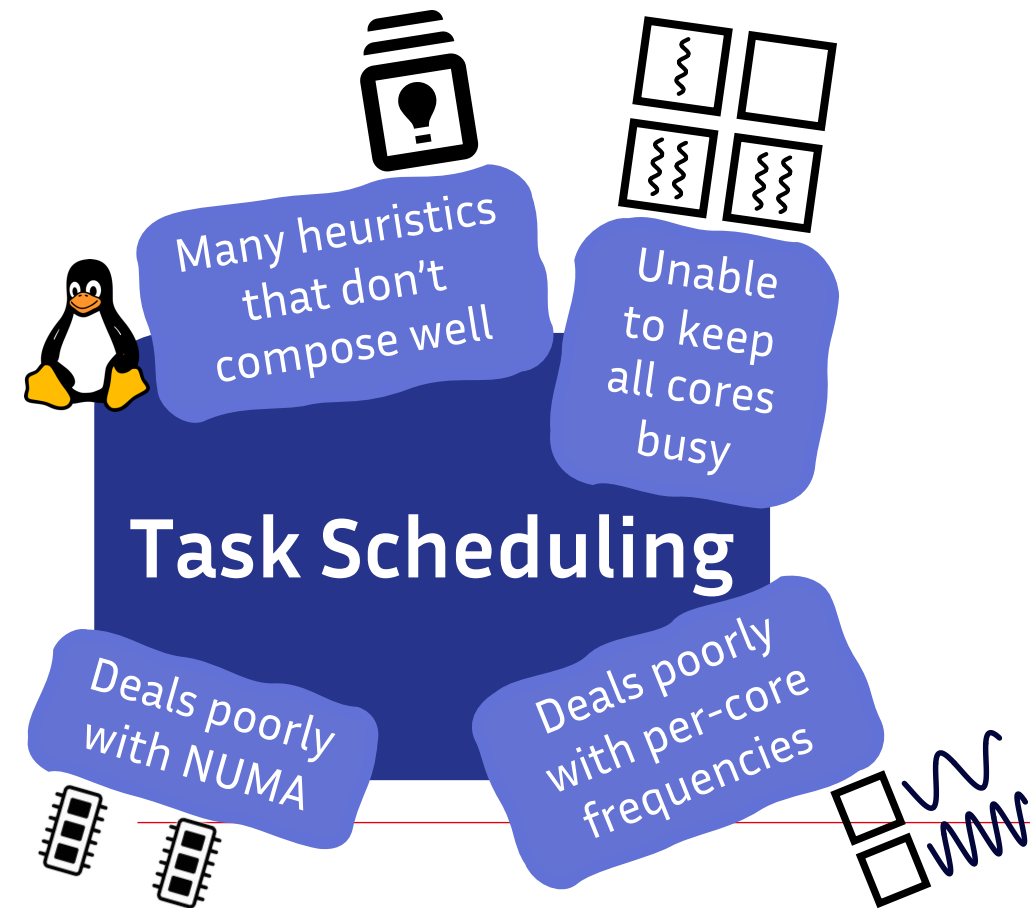 Many heuristics
that don't
compose well
Unable
to keep
all cores
busy
Task Scheduling
Deals poorly
with NUMA
Deals poorly
with per-core
frequencies